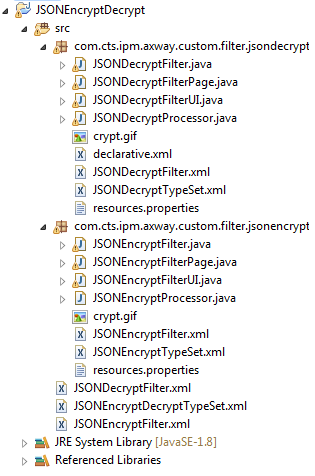 JSONEncryptDecrypt
src
com.cts.ipm.axway.custom.filter.jsondecrypt
JSONDecryptFilter.java
JSONDecryptFilterPage.java
JSONDecryptFilterUI.java
JSONDecryptProcessor.java
crypt.gif
declarative.xml
JSONDecryptFilter.xml
JSONDecryptTypeSet.xml
resources.properties
com.cts.ipm.axway.custom.filter.jsonencrypt
JSONEncryptFilter.java
JSONEncryptFilterPage.java
JSONEncryptFilterUI.java
JSONEncryptProcessor.java
crypt.gif
JSONEncryptFilter.xml
JSONEncryptTypeSet.xml
resources.properties
JSONDecryptFilter.xml
JSONEncryptDecryptTypeSet.xml
JSONEncryptFilter.xml
JRE System Library [JavaSE-1.8]
Referenced Libraries